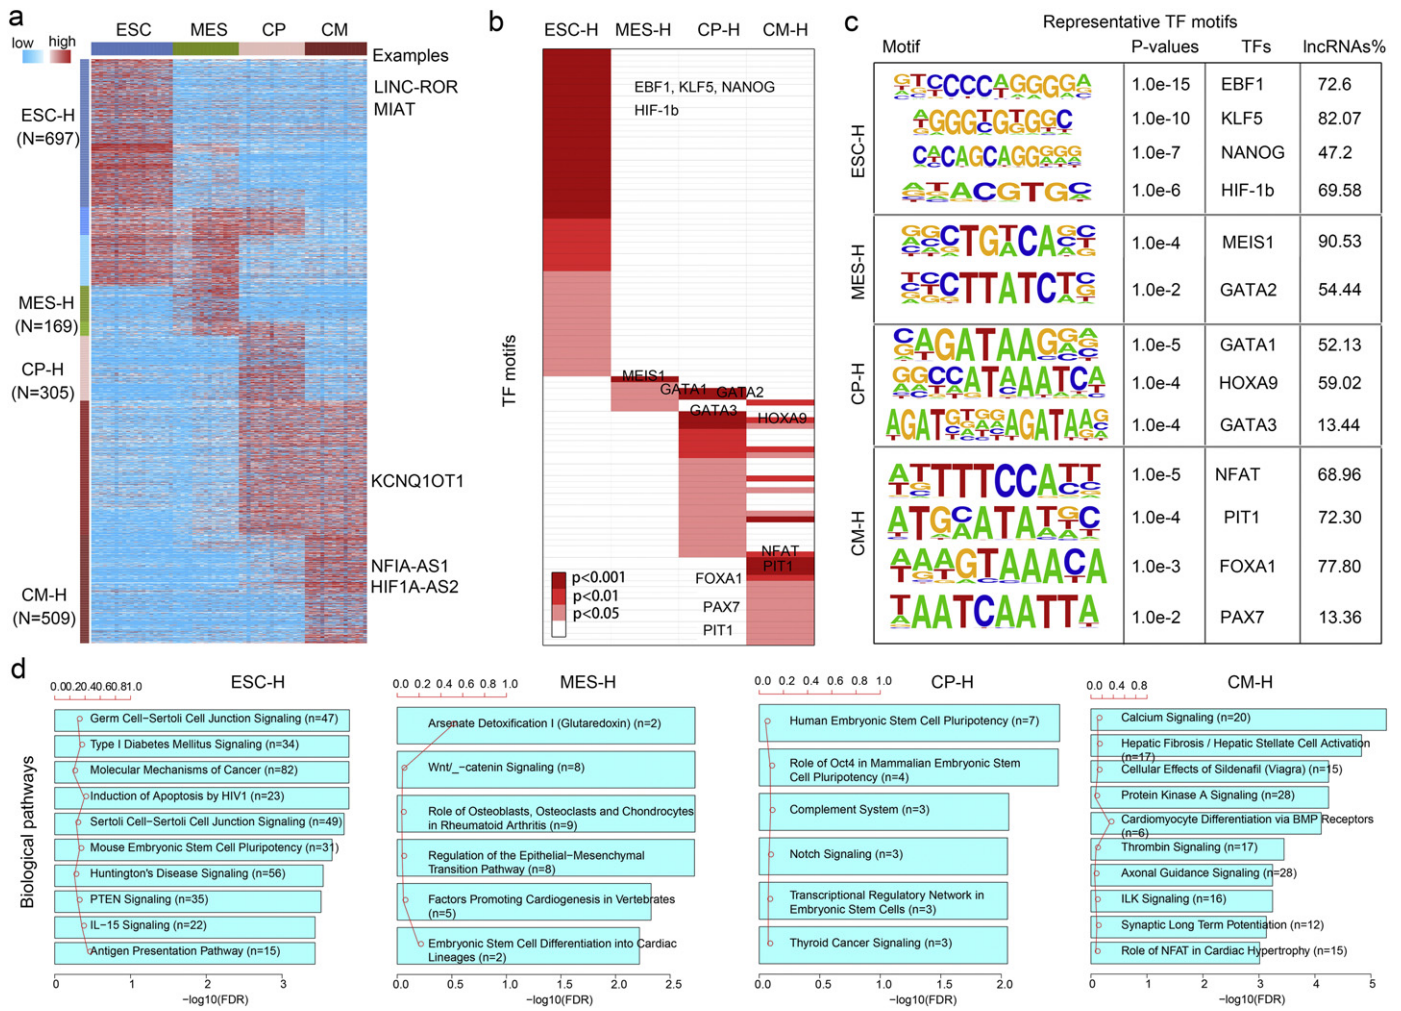 a
ESC
MES
CP
CM
low
high
Examples
LINC-ROR
MIAT
ESC-H
(N=697)
MES-H
(N=169)
CP-H
(N=305)
KCNQ1OT1
NFIA-AS1
HIF1A-AS2
CM-H
(N=509)
b
ESC-H
MES-H
CP-H
CM-H
TF motifs
EBF1, KLF5, NANOG
HIF-1b
MEIS1
GATA1
GATA2
GATA3
HOXA9
NFAT
PIT1
FOXA1
PAX7
PIT1
p<0.001
p<0.01
p<0.05
c
Representative TF motifs
Motif
P-values
TFs
lncRNAs%
ESC-H
1.0e-15 EBF1 72.6
1.0e-10 KLF5 82.07
1.0e-7 NANOG 47.2
1.0e-6 HIF-1b 69.58
MES-H
1.0e-4 MEIS1 90.53
1.0e-2 GATA2 54.44
CP-H
1.0e-5 GATA1 52.13
1.0e-4 HOXA9 59.02
1.0e-4 GATA3 13.44
CM-H
1.0e-5 NFAT 68.96
1.0e-4 PIT1 72.30
1.0e-3 FOXA1 77.80
1.0e-2 PAX7 13.36
d
Biological pathways
ESC-H
0.00.20.40.60.81.0
Germ Cell−Sertoli Cell Junction Signaling (n=47)
Type I Diabetes Mellitus Signaling (n=34)
Molecular Mechanisms of Cancer (n=82)
Induction of Apoptosis by HIV1 (n=23)
Sertoli Cell−Sertoli Cell Junction Signaling (n=49)
Mouse Embryonic Stem Cell Pluripotency (n=31)
Huntington's Disease Signaling (n=56)
PTEN Signaling (n=35)
IL−15 Signaling (n=22)
Antigen Presentation Pathway (n=15)
0 1 2 3
−log10(FDR)
MES-H
0.0 0.2 0.4 0.6 0.8 1.0
Arsenate Detoxification I (Glutaredoxin) (n=2)
Wnt/_−catenin Signaling (n=8)
Role of Osteoblasts, Osteoclasts and Chondrocytes
in Rheumatoid Arthritis (n=9)
Regulation of the Epithelial−Mesenchymal
Transition Pathway (n=8)
Factors Promoting Cardiogenesis in Vertebrates
(n=5)
Embryonic Stem Cell Differentiation into Cardiac
Lineages (n=2)
0.0 0.5 1.0 1.5 2.0 2.5
−log10(FDR)
CP-H
0.0 0.2 0.4 0.6 0.8 1.0
Human Embryonic Stem Cell Pluripotency (n=7)
Role of Oct4 in Mammalian Embryonic Stem
Cell Pluripotency (n=4)
Complement System (n=3)
Notch Signaling (n=3)
Transcriptional Regulatory Network in
Embryonic Stem Cells (n=3)
Thyroid Cancer Signaling (n=3)
0.0 0.5 1.0 1.5 2.0
−log10(FDR)
CM-H
0.0 0.4 0.8
Calcium Signaling (n=20)
Hepatic Fibrosis / Hepatic Stellate Cell Activation
(n=17)
Cellular Effects of Sildenafil (Viagra) (n=15)
Protein Kinase A Signaling (n=28)
Cardiomyocyte Differentiation via BMP Receptors
(n=6)
Thrombin Signaling (n=17)
Axonal Guidance Signaling (n=28)
ILK Signaling (n=16)
Synaptic Long Term Potentiation (n=12)
Role of NFAT in Cardiac Hypertrophy (n=15)
0 1 2 3 4 5
−log10(FDR)